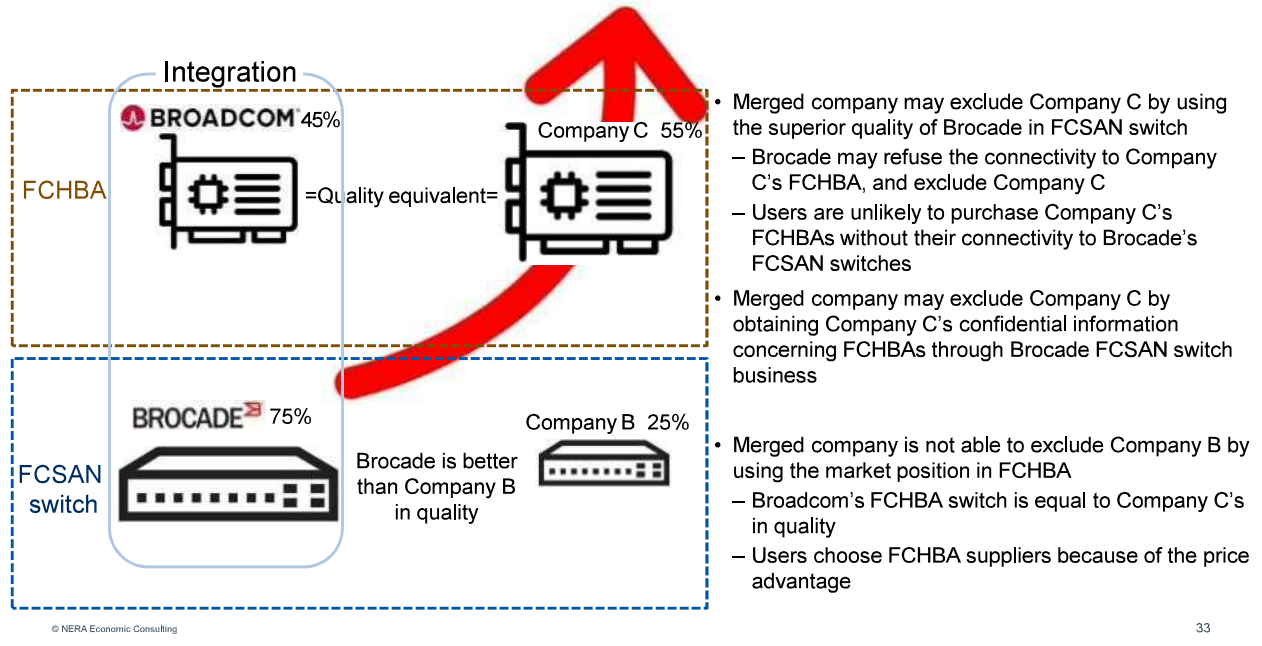 Integration
BROADCOM® 45%
Company C 55%
FCHBA
=Quality equivalent=
BROCADE B 75%
Company B 25%
FCSAN
switch
Brocade is better
than Company B
in quality
• Merged company may exclude Company C by using
the superior quality of Brocade in FCSAN switch
– Brocade may refuse the connectivity to Company
C's FCHBA, and exclude Company C
– Users are unlikely to purchase Company C's
FCHBAs without their connectivity to Brocade's
FCSAN switches
• Merged company may exclude Company C by
obtaining Company C's confidential information
concerning FCHBAs through Brocade FCSAN switch
business
• Merged company is not able to exclude Company B by
using the market position in FCHBA
– Broadcom's FCHBA switch is equal to Company C's
in quality
– Users choose FCHBA suppliers because of the price
advantage
© NERA Economic Consulting
33